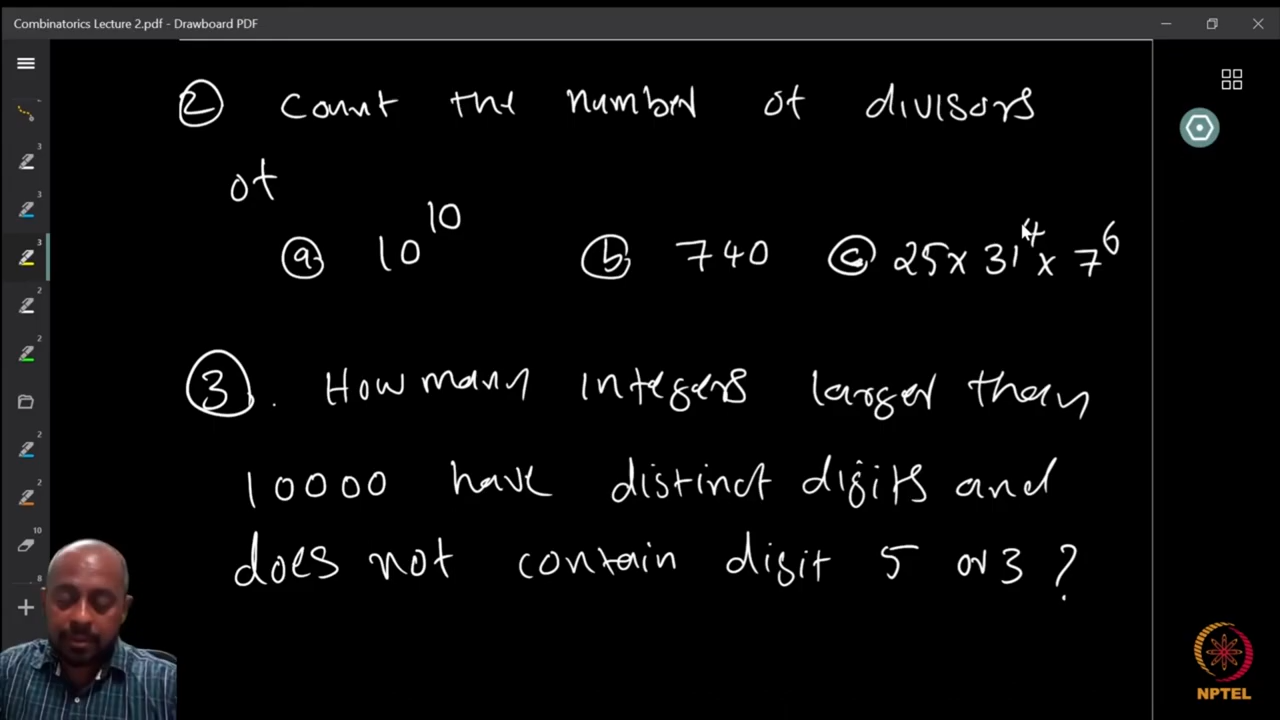 Combinatorics Lecture 2.pdf - Drawboard PDF
② Count the number of divisors
of
ⓐ 10^10 ⓑ 740 ⓒ 25 x 31^4 x 7^6
③. How many integers larger than
10000 have distinct digits and
does not contain digit 5 or 3 ?
NPTEL